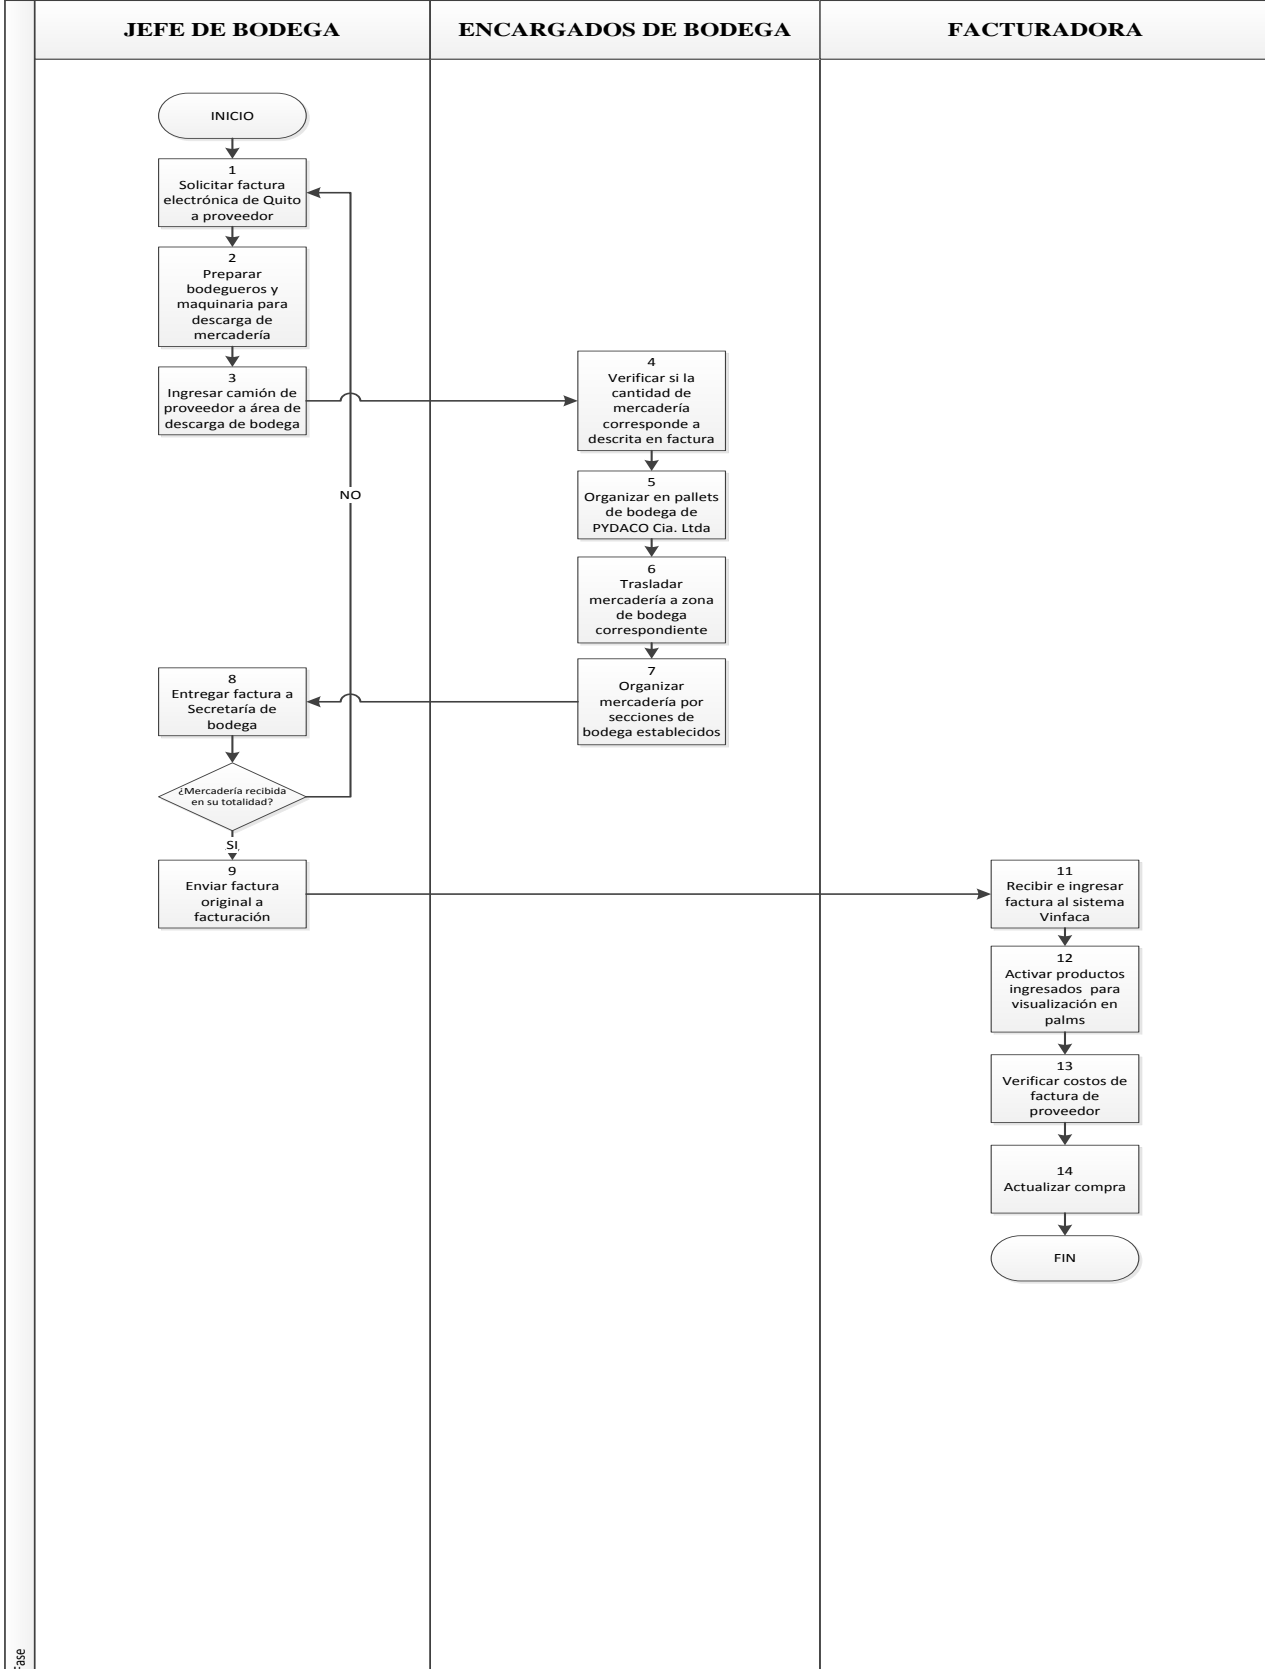 JEFE DE BODEGA
ENCARGADOS DE BODEGA
FACTURADORA
INICIO
1
Solicitar factura
electrónica de Quito
a proveedor
2
Preparar
bodegueros y
maquinaria para
descarga de
mercadería
3
Ingresar camión de
proveedor a área de
descarga de bodega
4
Verificar si la
cantidad de
mercadería
corresponde a
descrita en factura
NO
5
Organizar en pallets
de bodega de
PYDACO Cia. Ltda
6
Trasladar
mercadería a zona
de bodega
correspondiente
7
Organizar
mercadería por
secciones de
bodega establecidos
8
Entregar factura a
Secretaría de
bodega
¿Mercadería recibida
en su totalidad?
SI
9
Enviar factura
original a
facturación
11
Recibir e ingresar
factura al sistema
Vinfaca
12
Activar productos
ingresados  para
visualización en
palms
13
Verificar costos de
factura de
proveedor
14
Actualizar compra
FIN
Fase